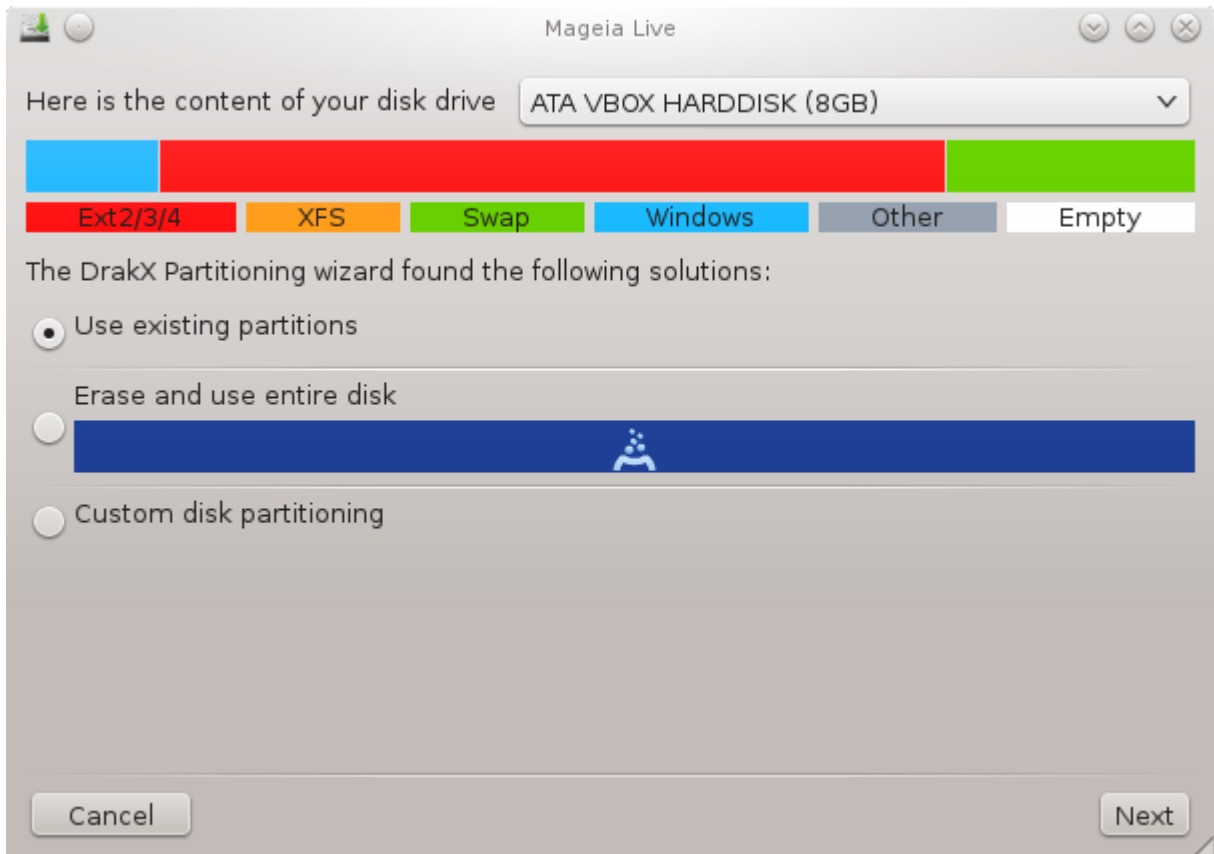 Mageia Live
Here is the content of your disk drive ATA VBOX HARDDISK (8GB)
Ext2/3/4 XFS Swap Windows Other Empty
The DrakX Partitioning wizard found the following solutions:
Use existing partitions
Erase and use entire disk
Custom disk partitioning
Cancel Next